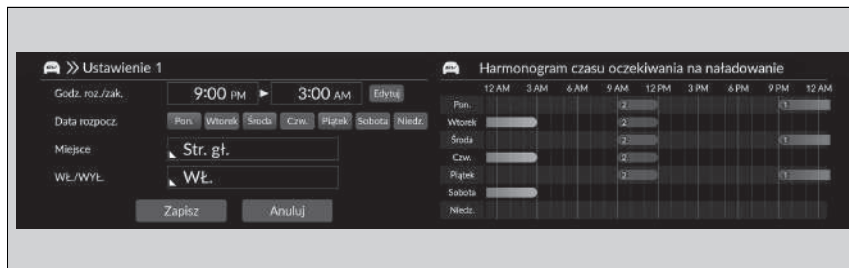 >> Ustawienie 1
Godz. roz./zak. 9:00 PM ► 3:00 AM Edytuj
Data rozpocz. Pon. Wtorek Środa Czw. Piątek Sobota Niedz.
Miejsce Str. gł.
WŁ./WYŁ. WŁ.
Zapisz Anuluj
Harmonogram czasu oczekiwania na naładowanie
12 AM 3 AM 6 AM 9 AM 12 PM 3 PM 6 PM 9 PM 12 AM
Pon. 2 1
Wtorek 2
Środa 2 1
Czw. 2
Piątek 2 1
Sobota
Niedz.